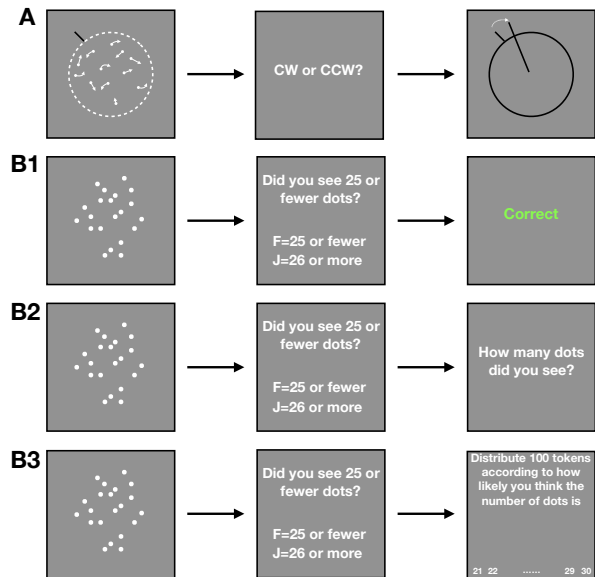 A
CW or CCW?
B1
Did you see 25 or
fewer dots?
F=25 or fewer
J=26 or more
Correct
B2
Did you see 25 or
fewer dots?
F=25 or fewer
J=26 or more
How many dots
did you see?
B3
Did you see 25 or
fewer dots?
F=25 or fewer
J=26 or more
Distribute 100 tokens
according to how
likely you think the
number of dots is
21 22 ...... 29 30